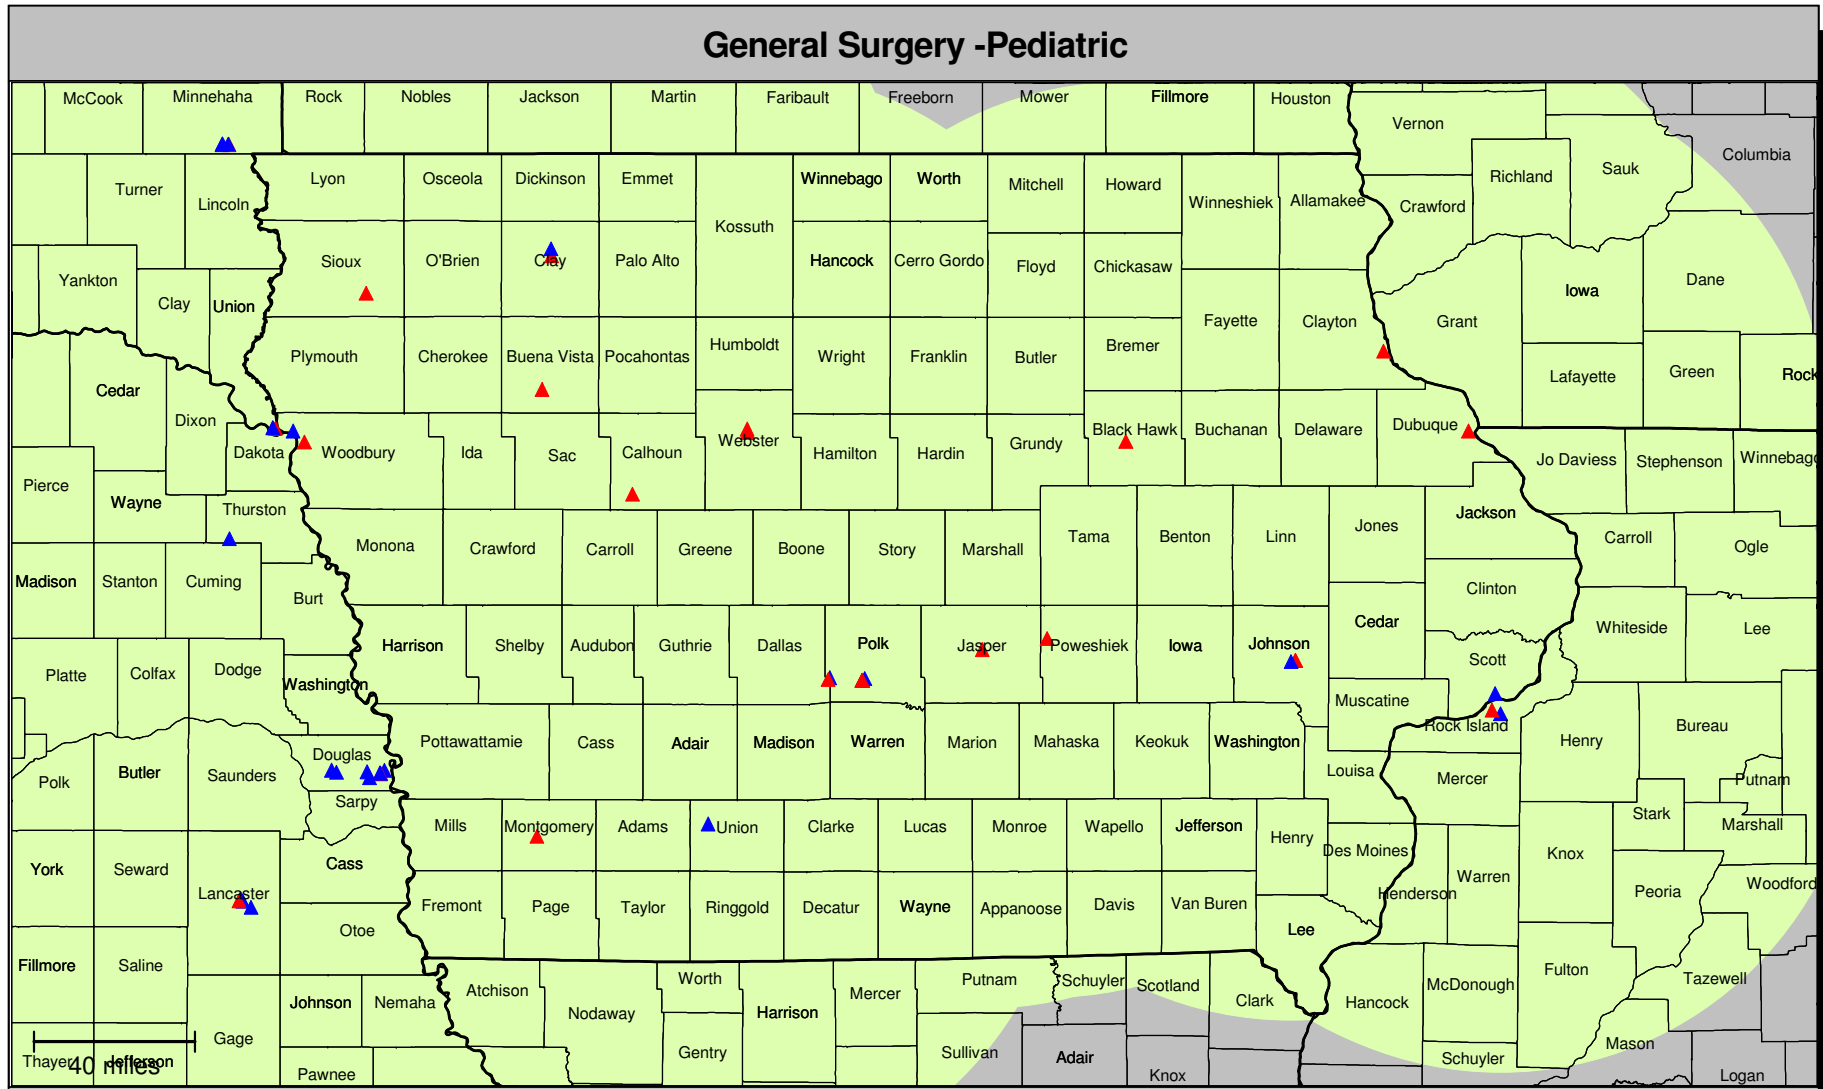 General Surgery -Pediatric
McCook Minnehaha Rock Nobles Jackson Martin Faribault Freeborn Mower Fillmore Houston
Vernon
Columbia
Turner Lyon Osceola Dickinson Emmet Winnebago Worth Mitchell Howard Richland Sauk
Lincoln Winneshiek Allamakee Crawford
Kossuth
Yankton Sioux O'Brien Clay Palo Alto Hancock Cerro Gordo Floyd Chickasaw Dane
Clay Union Iowa
Fayette Clayton Grant
Plymouth Cherokee Buena Vista Pocahontas Humboldt Wright Franklin Butler Bremer
Cedar Lafayette Green Rock
Dixon Webster Black Hawk Buchanan Delaware Dubuque
Dakota Woodbury Ida Sac Calhoun Hamilton Hardin Grundy Jo Daviess Stephenson Winnebago
Pierce
Wayne Thurston Jackson
Monona Crawford Carroll Greene Boone Story Marshall Tama Benton Linn Jones Carroll Ogle
Madison Stanton Cuming Clinton
Burt
Harrison Shelby Audubon Guthrie Dallas Polk Jasper Poweshiek Iowa Johnson Cedar Whiteside Lee
Platte Colfax Dodge Scott
Washington Muscatine
Rock Island Bureau
Douglas Pottawattamie Cass Adair Madison Warren Marion Mahaska Keokuk Washington Henry
Polk Butler Saunders Louisa Mercer Putnam
Sarpy
Mills Montgomery Adams Union Clarke Lucas Monroe Wapello Jefferson Henry Stark Marshall
Des Moines Knox
York Seward Cass
Lancaster Henderson Warren Peoria Woodford
Fremont Page Taylor Ringgold Decatur Wayne Appanoose Davis Van Buren
Otoe Lee
Fillmore Saline Fulton Tazewell
Johnson Nemaha Atchison Worth Mercer Putnam Schuyler Scotland Clark Hancock McDonough
Nodaway Harrison
Gage Gentry Sullivan Adair Mason
Thayer Jefferson Schuyler
40 miles
Pawnee Knox Logan